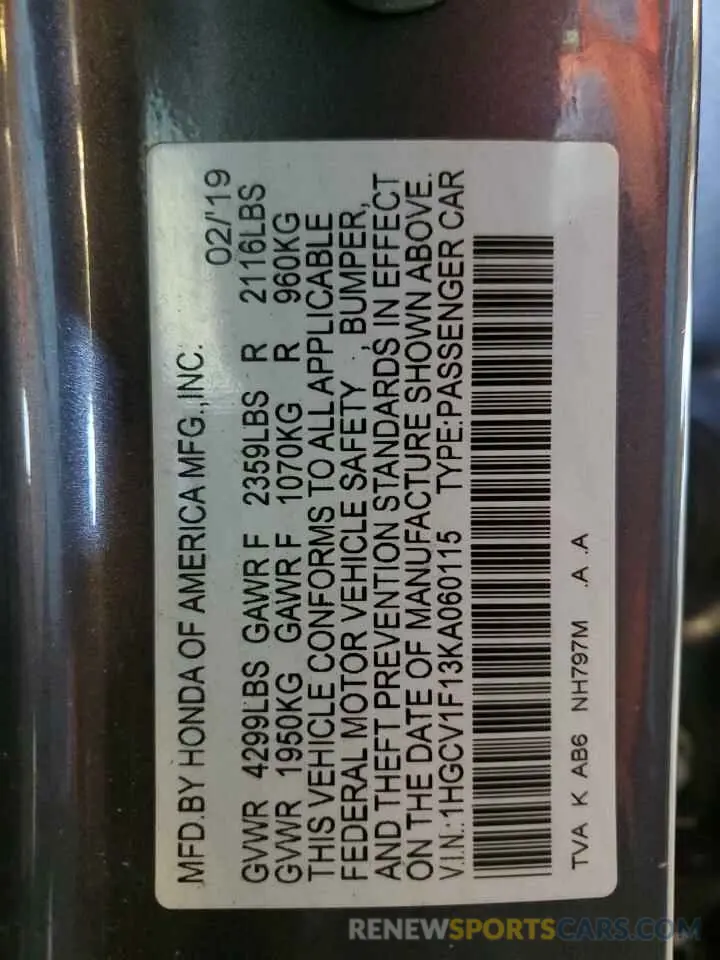 MFD.BY HONDA OF AMERICA MFG.,INC. 02/'19
GVWR 4299LBS GAWR F 2359LBS R 2116LBS
GVWR 1950KG GAWR F 1070KG R 960KG
THIS VEHICLE CONFORMS TO ALL APPLICABLE
FEDERAL MOTOR VEHICLE SAFETY , BUMPER,
AND THEFT PREVENTION STANDARDS IN EFFECT
ON THE DATE OF MANUFACTURE SHOWN ABOVE.
V.I.N.:1HGCV1F13KA060115 TYPE:PASSENGER CAR
TVA K AB6 NH797M .A .A
RENEWSPORTSCARS.COM